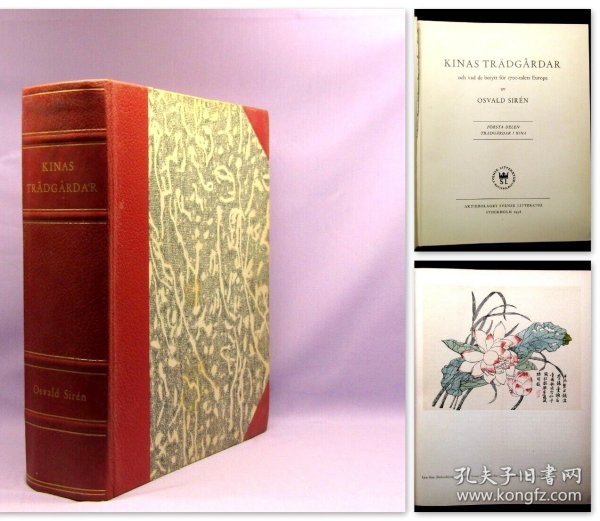 KINAS
TRÄDGÅRDAR
Osvald Sirén
KINAS TRÄDGÅRDAR
och vad de betytt för 1700-talets Europa
av
OSVALD SIRÉN
FÖRSTA DELEN
TRÄDGÅRDAR I KINA
SL
AKTIEBOLAGET SVENSK LITTERATUR
STOCKHOLM 1948
孔夫子旧书网
www.kongfz.com